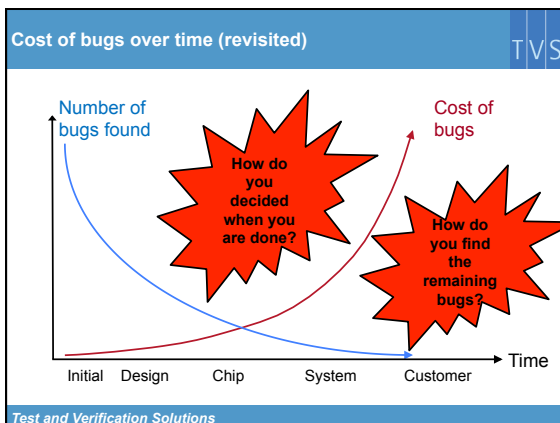 Cost of bugs over time (revisited)
T V S
Number of
bugs found
Cost of
bugs
How do
you
decided
when you
are done?
How do
you find
the
remaining
bugs?
Time
Initial Design Chip System Customer
Test and Verification Solutions